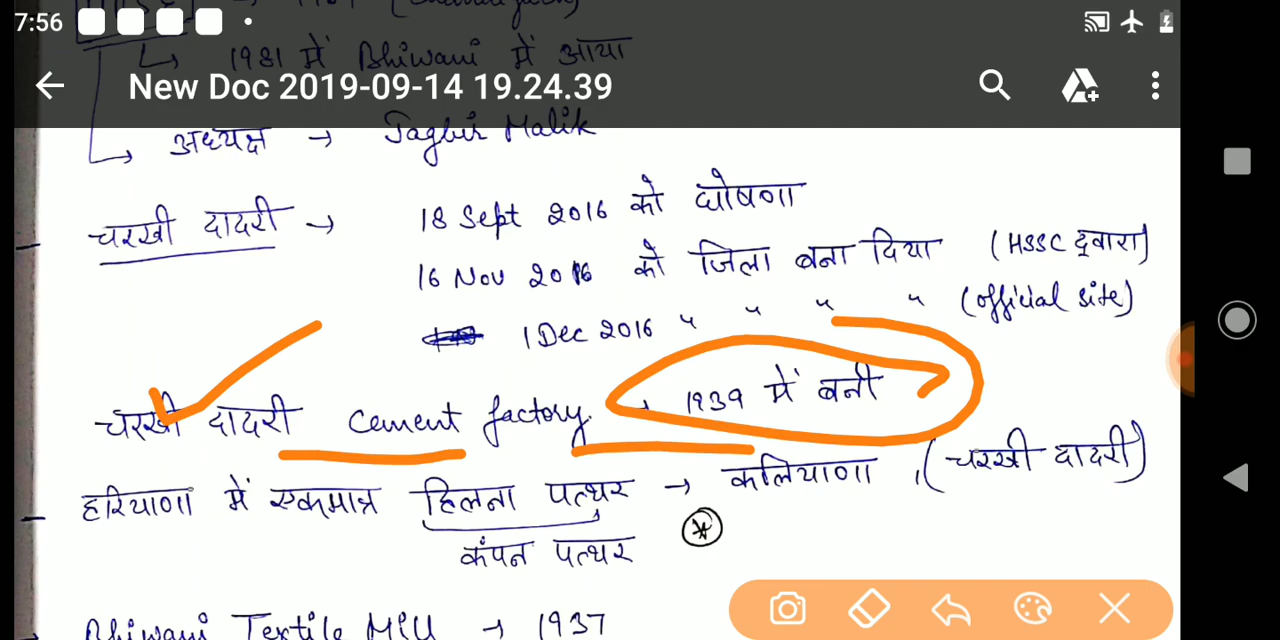 7:56
↳ 1981 में Bhiwani में आया
New Doc 2019-09-14 19.24.39
↳ अध्यक्ष → Jagbir Malik
- चरखी दादरी → 18 Sept 2016 को घोषणा
16 Nov 2016 को जिला बना दिया (HSSC द्वारा)
1 Dec 2016 " " " " (official site)
चरखी दादरी Cement factory → 1939 में बनी
- हरियाणा में एकमात्र हिलना पत्थर → कलियाणा, (चरखी दादरी)
कंपन पत्थर
Bhiwani Textile Mill → 1937